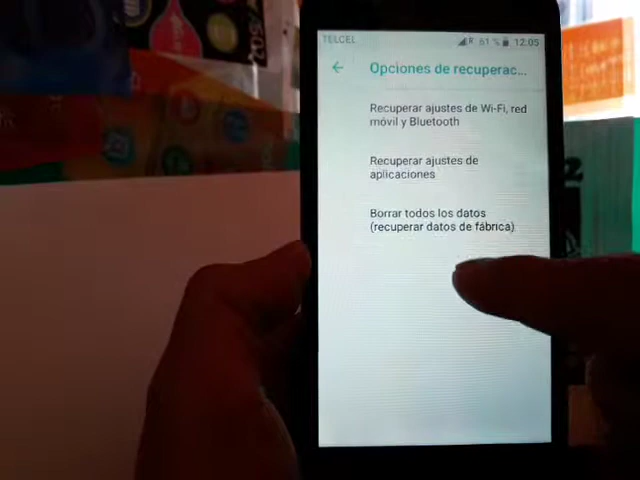 TELCEL R 61 % 12:05
Opciones de recuperac...
Recuperar ajustes de Wi-Fi, red
móvil y Bluetooth
Recuperar ajustes de
aplicaciones
Borrar todos los datos
(recuperar datos de fábrica)